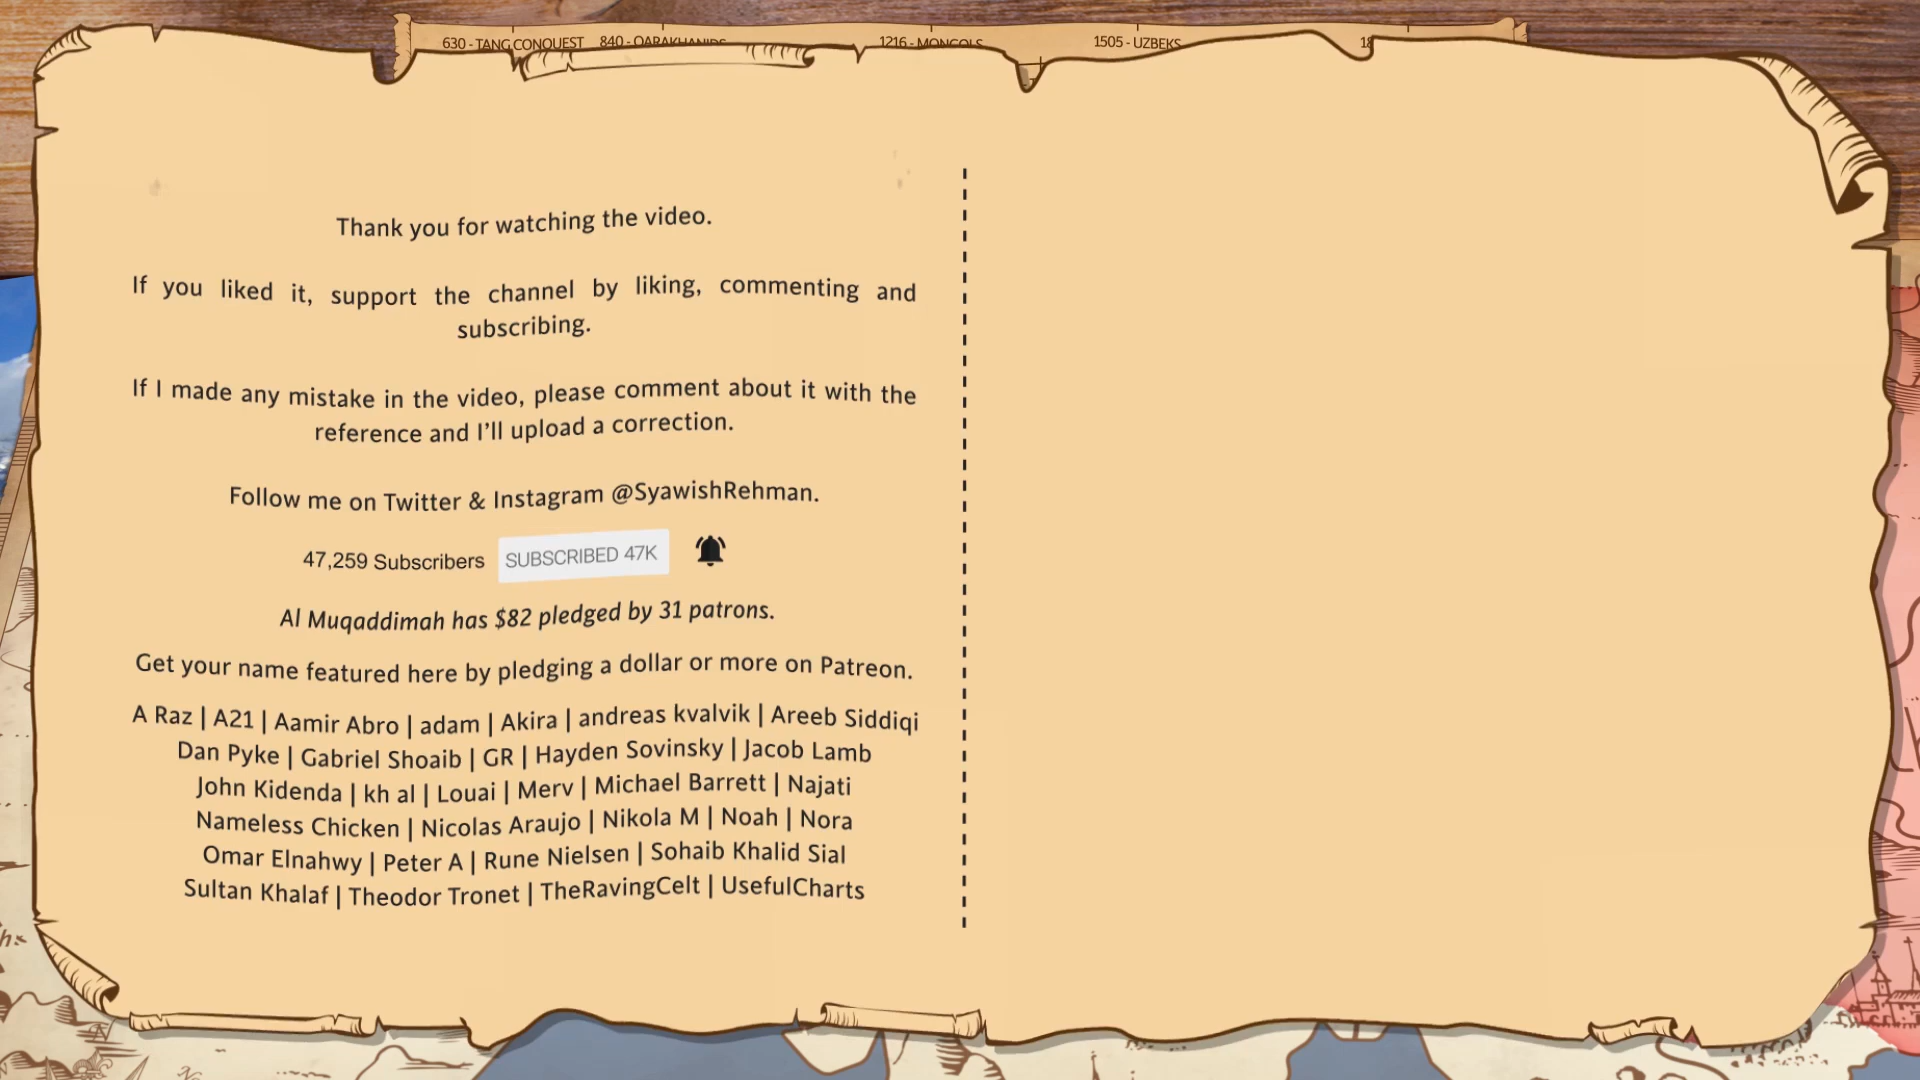 630 - TANG CONQUEST 840 - QARAKHANIDS 1216 - MONGOLS 1505 - UZBEKS
Thank you for watching the video.
If you liked it, support the channel by liking, commenting and
subscribing.
If I made any mistake in the video, please comment about it with the
reference and I'll upload a correction.
Follow me on Twitter & Instagram @SyawishRehman.
47,259 Subscribers SUBSCRIBED 47K
Al Muqaddimah has $82 pledged by 31 patrons.
Get your name featured here by pledging a dollar or more on Patreon.
A Raz | A21 | Aamir Abro | adam | Akira | andreas kvalvik | Areeb Siddiqi
Dan Pyke | Gabriel Shoaib | GR | Hayden Sovinsky | Jacob Lamb
John Kidenda | kh al | Louai | Merv | Michael Barrett | Najati
Nameless Chicken | Nicolas Araujo | Nikola M | Noah | Nora
Omar Elnahwy | Peter A | Rune Nielsen | Sohaib Khalid Sial
Sultan Khalaf | Theodor Tronet | TheRavingCelt | UsefulCharts